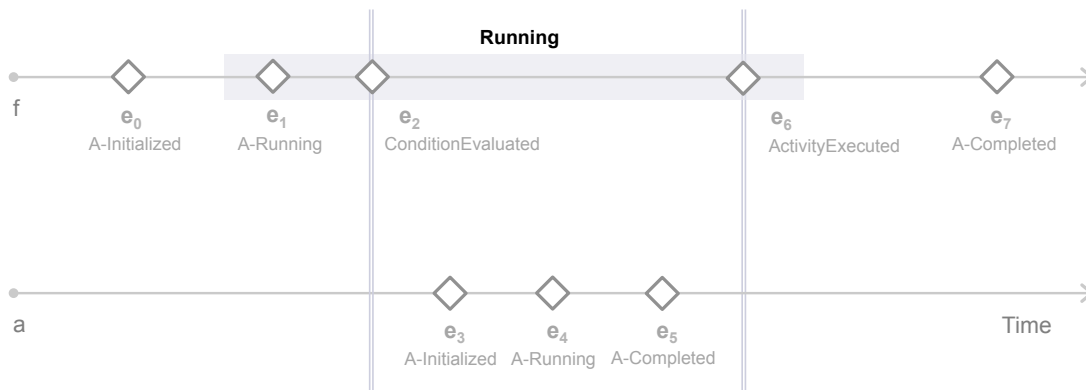 Running
f
e0
A-Initialized
e1
A-Running
e2
ConditionEvaluated
e6
ActivityExecuted
e7
A-Completed
a
Time
e3
A-Initialized
e4
A-Running
e5
A-Completed